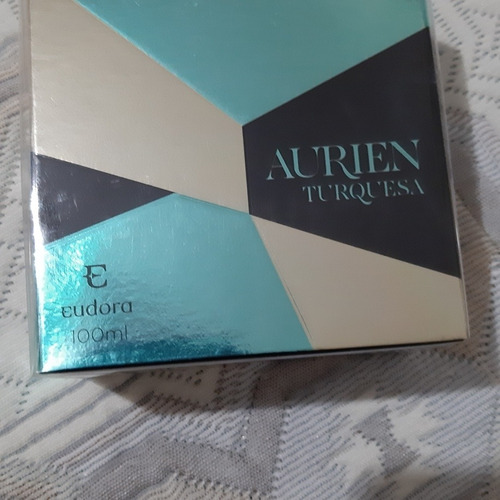 AURIEN
TURQUESA
E
eudora
100ml